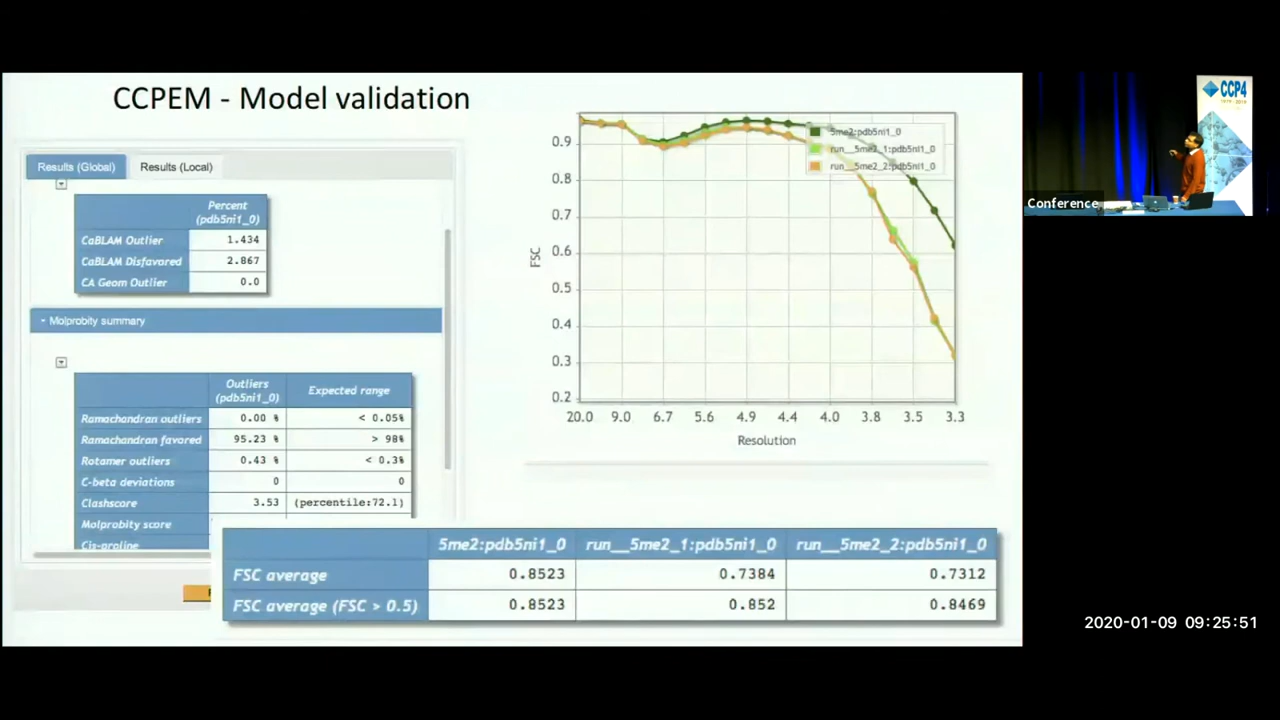 CCPEM - Model validation
Results (Global) Results (Local)
Percent
(pdb5ni1_0)
CaBLAM Outlier 1.434
CaBLAM Disfavored 2.867
CA Geom Outlier 0.0
Molprobity summary
Outliers
(pdb5ni1_0) Expected range
Ramachandran outliers 0.00 % < 0.05%
Ramachandran favored 95.23 % > 98%
Rotamer outliers 0.43 % < 0.3%
C-beta deviations 0 0
Clashscore 3.53 (percentile:72.1)
Molprobity score
Cis-proline
5me2:pdb5ni1_0
run__5me2_1:pdb5ni1_0
run__5me2_2:pdb5ni1_0
0.9
0.8
0.7
0.6
0.5
0.4
0.3
0.2
FSC
20.0 9.0 6.7 5.6 4.9 4.4 4.0 3.8 3.5 3.3
Resolution
5me2:pdb5ni1_0 run__5me2_1:pdb5ni1_0 run__5me2_2:pdb5ni1_0
FSC average 0.8523 0.7384 0.7312
FSC average (FSC > 0.5) 0.8523 0.852 0.8469
CCP4
Conference
2020-01-09 09:25:51